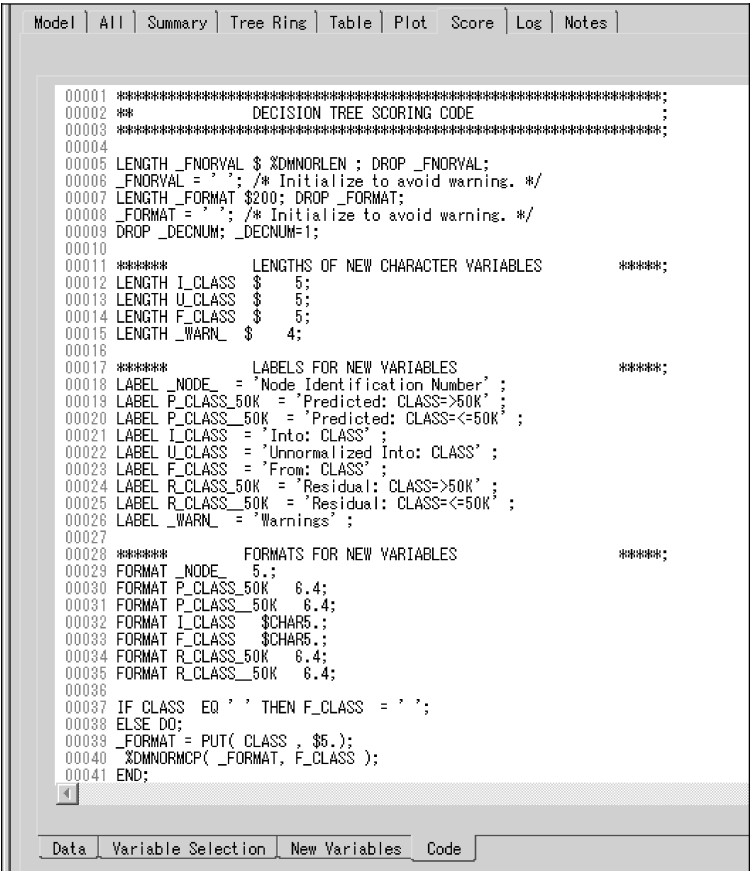 Model All Summary Tree Ring Table Plot Score Log Notes
00001 ****************************************************************************;
00002 ** DECISION TREE SCORING CODE ;
00003 ****************************************************************************;
00004
00005 LENGTH _FNORVAL $ %DMNORLEN ; DROP _FNORVAL;
00006 _FNORVAL = ' '; /* Initialize to avoid warning. */
00007 LENGTH _FORMAT $200; DROP _FORMAT;
00008 _FORMAT = ' '; /* Initialize to avoid warning. */
00009 DROP _DECNUM; _DECNUM=1;
00010
00011 ****** LENGTHS OF NEW CHARACTER VARIABLES *****;
00012 LENGTH I_CLASS $ 5;
00013 LENGTH U_CLASS $ 5;
00014 LENGTH F_CLASS $ 5;
00015 LENGTH _WARN_ $ 4;
00016
00017 ****** LABELS FOR NEW VARIABLES *****;
00018 LABEL _NODE_ = 'Node Identification Number' ;
00019 LABEL P_CLASS_50K = 'Predicted: CLASS=>50K' ;
00020 LABEL P_CLASS__50K = 'Predicted: CLASS=<=50K' ;
00021 LABEL I_CLASS = 'Into: CLASS' ;
00022 LABEL U_CLASS = 'Unnormalized Into: CLASS' ;
00023 LABEL F_CLASS = 'From: CLASS' ;
00024 LABEL R_CLASS_50K = 'Residual: CLASS=>50K' ;
00025 LABEL R_CLASS__50K = 'Residual: CLASS=<=50K' ;
00026 LABEL _WARN_ = 'Warnings' ;
00027
00028 ****** FORMATS FOR NEW VARIABLES *****;
00029 FORMAT _NODE_ 5.;
00030 FORMAT P_CLASS_50K 6.4;
00031 FORMAT P_CLASS__50K 6.4;
00032 FORMAT I_CLASS $CHAR5.;
00033 FORMAT F_CLASS $CHAR5.;
00034 FORMAT R_CLASS_50K 6.4;
00035 FORMAT R_CLASS__50K 6.4;
00036
00037 IF CLASS EQ ' ' THEN F_CLASS = ' ';
00038 ELSE DO;
00039 _FORMAT = PUT( CLASS , $5.);
00040 %DMNORMCP( _FORMAT, F_CLASS );
00041 END;
Data Variable Selection New Variables Code